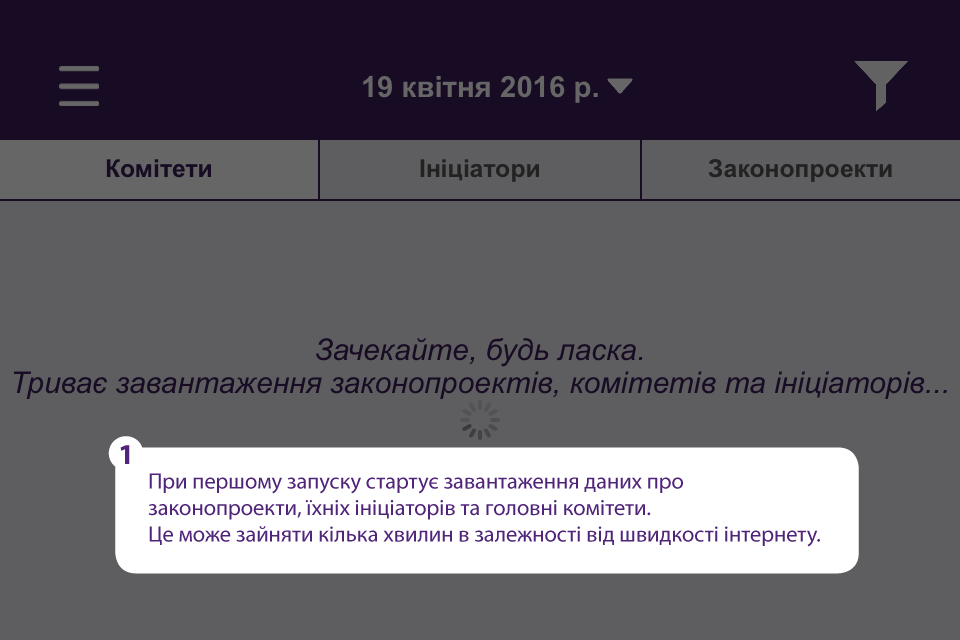 19 квітня 2016 р.
Комітети
Ініціатори
Законопроекти
Зачекайте, будь ласка.
Триває завантаження законопроектів, комітетів та ініціаторів...
1
При першому запуску стартує завантаження даних про
законопроекти, їхніх ініціаторів та головні комітети.
Це може зайняти кілька хвилин в залежності від швидкості інтернету.